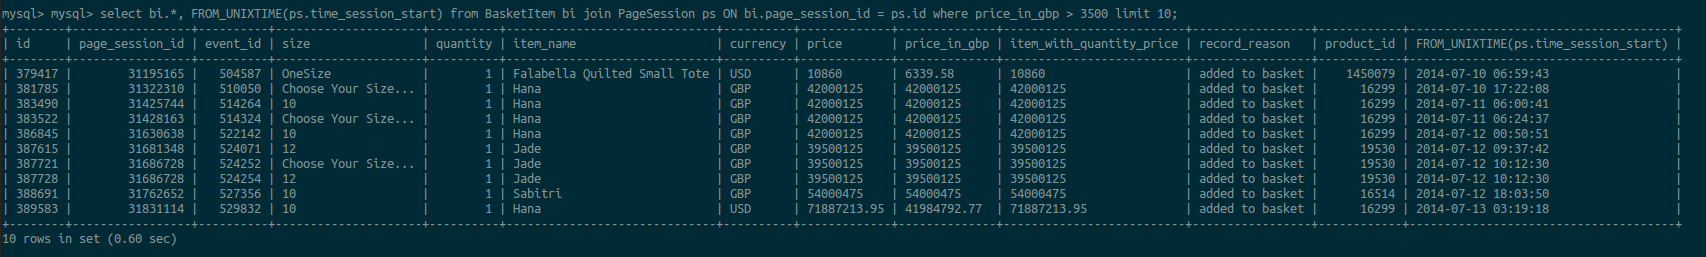 mysql> mysql> select bi.*, FROM_UNIXTIME(ps.time_session_start) from BasketItem bi join PageSession ps ON bi.page_session_id = ps.id where price_in_gbp > 3500 limit 10;
+--------+-----------------+----------+--------------------+----------+-----------------------------+----------+-------------+-------------+--------------------------+-----------------+------------+--------------------------------------+
| id | page_session_id | event_id | size | quantity | item_name | currency | price | price_in_gbp | item_with_quantity_price | record_reason | product_id | FROM_UNIXTIME(ps.time_session_start) |
+--------+-----------------+----------+--------------------+----------+-----------------------------+----------+-------------+-------------+--------------------------+-----------------+------------+--------------------------------------+
| 379417 | 31195165 | 504587 | OneSize | 1 | Falabella Quilted Small Tote | USD | 10860 | 6339.58 | 10860 | added to basket | 1450079 | 2014-07-10 06:59:43 |
| 381785 | 31322310 | 510050 | Choose Your Size... | 1 | Hana | GBP | 42000125 | 42000125 | 42000125 | added to basket | 16299 | 2014-07-10 17:22:08 |
| 383490 | 31425744 | 514264 | 10 | 1 | Hana | GBP | 42000125 | 42000125 | 42000125 | added to basket | 16299 | 2014-07-11 06:00:41 |
| 383522 | 31428163 | 514324 | Choose Your Size... | 1 | Hana | GBP | 42000125 | 42000125 | 42000125 | added to basket | 16299 | 2014-07-11 06:24:37 |
| 386845 | 31630638 | 522142 | 10 | 1 | Hana | GBP | 42000125 | 42000125 | 42000125 | added to basket | 16299 | 2014-07-12 00:50:51 |
| 387615 | 31681348 | 524071 | 12 | 1 | Jade | GBP | 39500125 | 39500125 | 39500125 | added to basket | 19530 | 2014-07-12 09:37:42 |
| 387721 | 31686728 | 524252 | Choose Your Size... | 1 | Jade | GBP | 39500125 | 39500125 | 39500125 | added to basket | 19530 | 2014-07-12 10:12:30 |
| 387728 | 31686728 | 524254 | 12 | 1 | Jade | GBP | 39500125 | 39500125 | 39500125 | added to basket | 19530 | 2014-07-12 10:12:30 |
| 388691 | 31762652 | 527356 | 10 | 1 | Sabitri | GBP | 54000475 | 54000475 | 54000475 | added to basket | 16514 | 2014-07-12 18:03:50 |
| 389583 | 31831114 | 529832 | 10 | 1 | Hana | USD | 71887213.95 | 41984792.77 | 71887213.95 | added to basket | 16299 | 2014-07-13 03:19:18 |
+--------+-----------------+----------+--------------------+----------+-----------------------------+----------+-------------+-------------+--------------------------+-----------------+------------+--------------------------------------+
10 rows in set (0.60 sec)